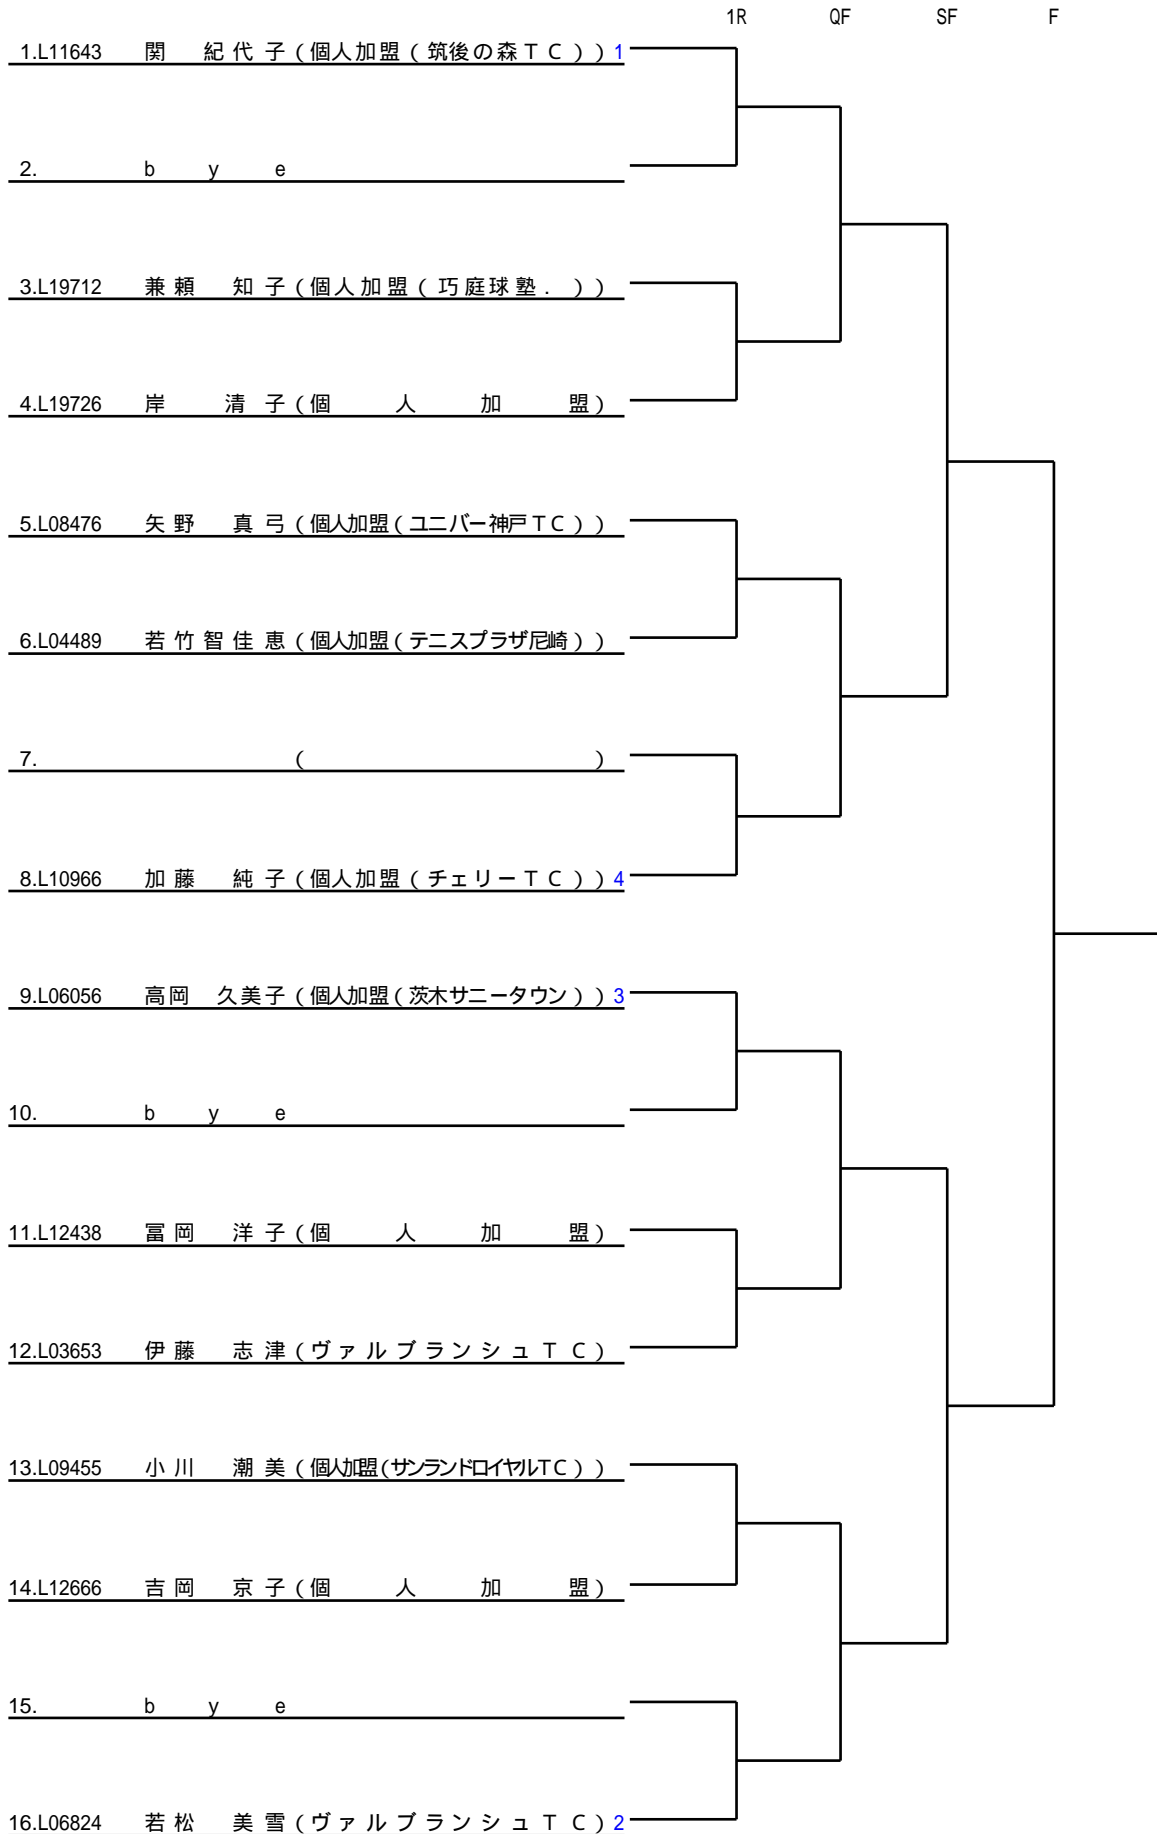 1R QF SF F
1.L11643 関 紀代子(個人加盟(筑後の森TC))1
2. bye
3.L19712 兼頼 知子(個人加盟(巧庭球塾. ))
4.L19726 岸 清子(個人加盟)
5.L08476 矢野 真弓(個人加盟(ユニバー神戸TC))
6.L04489 若竹智佳恵(個人加盟(テニスプラザ尼崎))
7. ( )
8.L10966 加藤 純子(個人加盟(チェリーTC))4
9.L06056 高岡 久美子(個人加盟(茨木サニータウン))3
10. bye
11.L12438 冨岡 洋子(個人加盟)
12.L03653 伊藤 志津(ヴァルブランシュTC)
13.L09455 小川 潮美(個人加盟(サンランドロイヤルTC))
14.L12666 吉岡 京子(個人加盟)
15. bye
16.L06824 若松 美雪(ヴァルブランシュTC)2